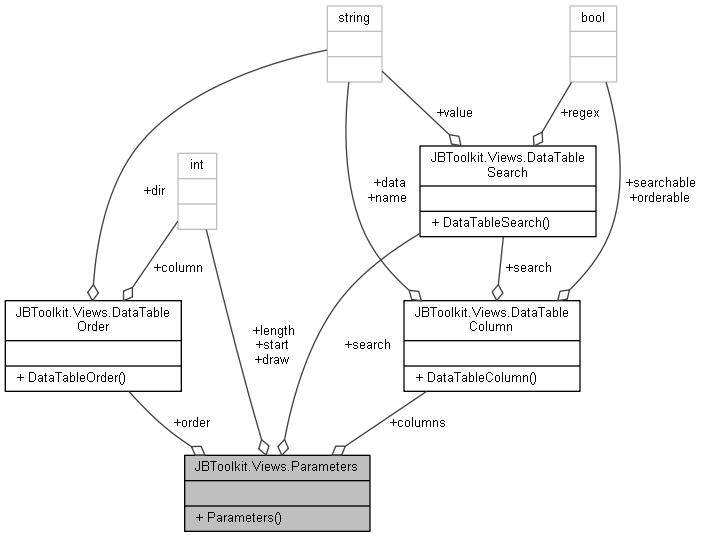 string
bool
+value
+regex
int
JBToolkit.Views.DataTable
Search
+ DataTableSearch()
+dir
+data
+name
+searchable
+orderable
+column
+search
JBToolkit.Views.DataTable
Order
+ DataTableOrder()
+length
+start
+draw
+search
JBToolkit.Views.DataTable
Column
+ DataTableColumn()
+order
+columns
JBToolkit.Views.Parameters
+ Parameters()